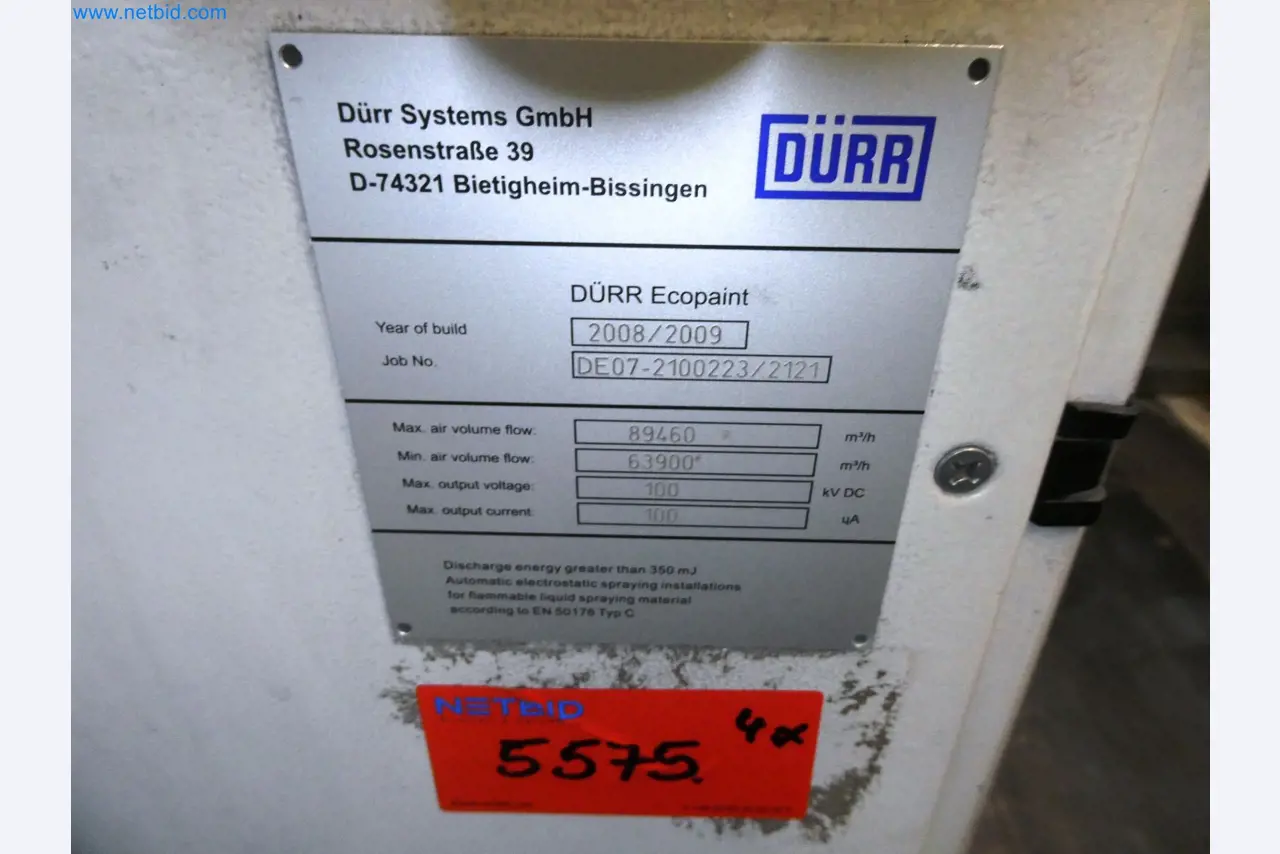 www.netbid.com
Dürr Systems GmbH
Rosenstraße 39
D-74321 Bietigheim-Bissingen
DÜRR
DÜRR Ecopaint
Year of build 2008/2009
Job No. DE07-2100223/2121
Max. air volume flow: 89460 m³/h
Min. air volume flow: 63900* m³/h
Max. output voltage: 100 kV DC
Max. output current: 100 uA
Discharge energy greater than 350 mJ
Automatic electrostatic spraying installations
for flammable liquid spraying material
according to EN 50176 Typ C
NETBID
5575 4x